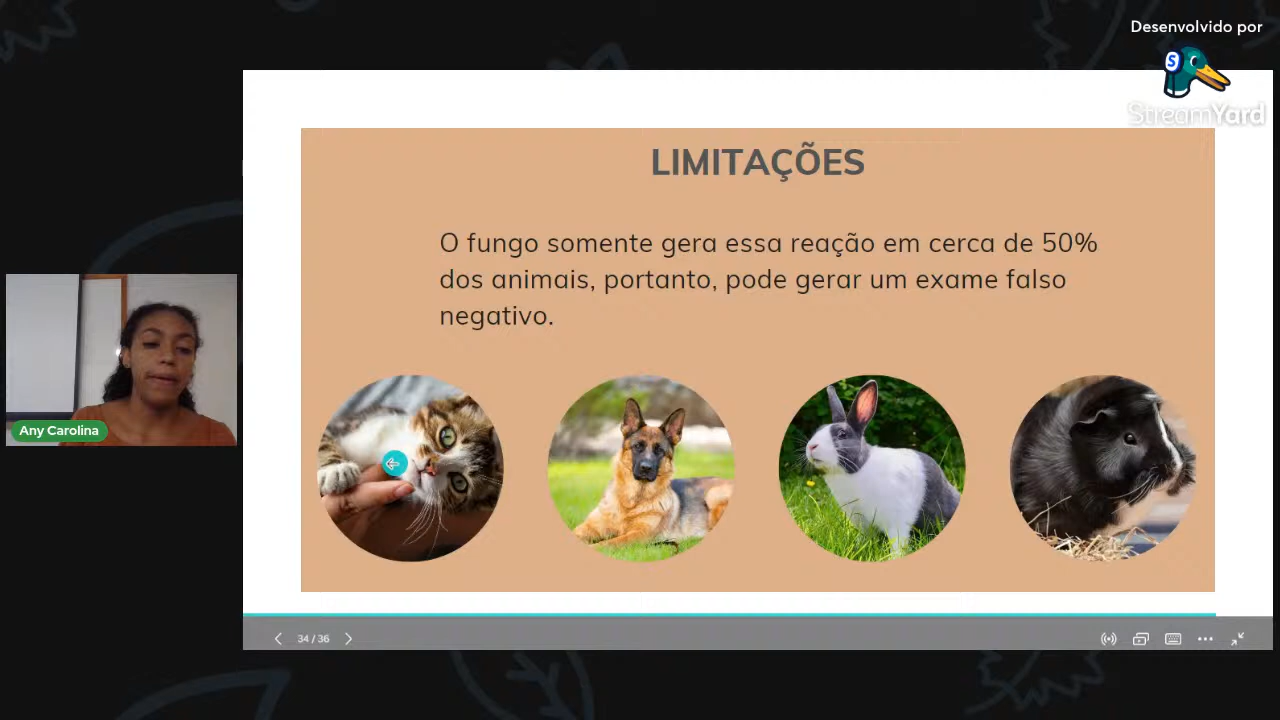 Desenvolvido por
StreamYard
LIMITAÇÕES
O fungo somente gera essa reação em cerca de 50%
dos animais, portanto, pode gerar um exame falso
negativo.
Any Carolina
34 / 36